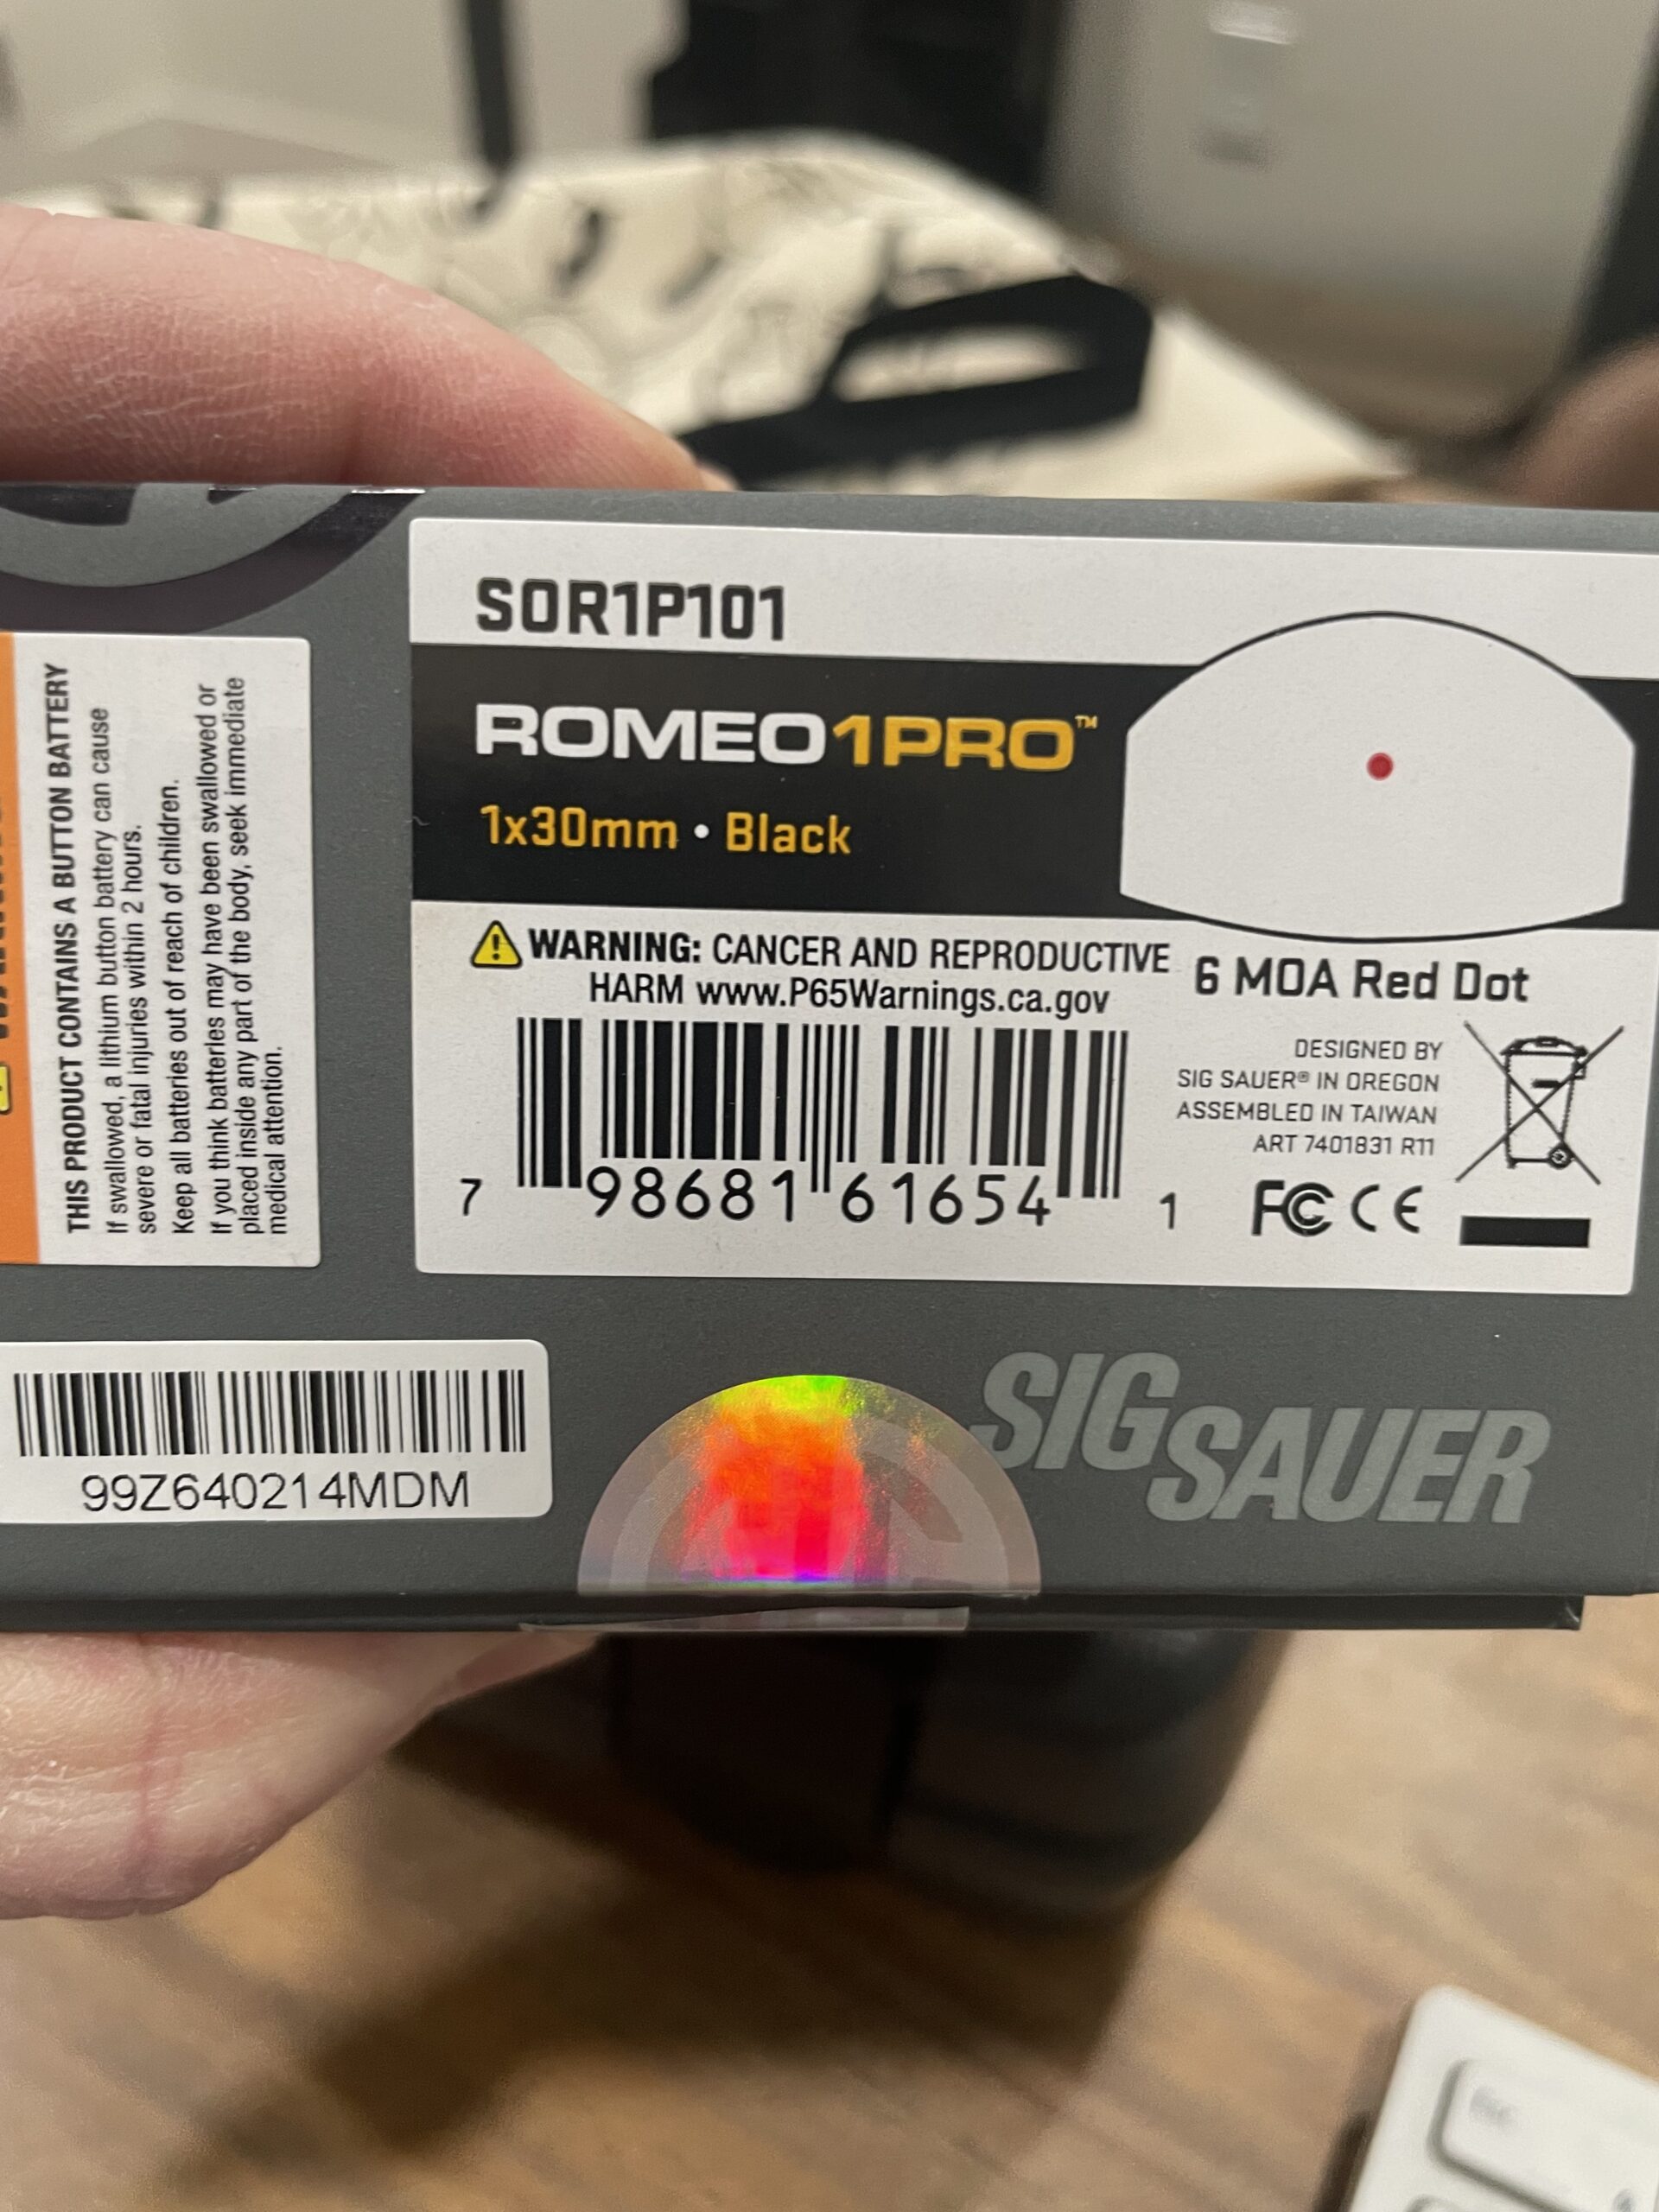 THIS PRODUCT CONTAINS A BUTTON BATTERY
If swallowed, a lithium button battery can cause
severe or fatal injuries within 2 hours.
Keep all batteries out of reach of children.
If you think batteries may have been swallowed or
placed inside any part of the body, seek immediate
medical attention.
SOR1P101
ROMEO1PRO™
1x30mm • Black
WARNING: CANCER AND REPRODUCTIVE
HARM www.P65Warnings.ca.gov
6 MOA Red Dot
DESIGNED BY
SIG SAUER® IN OREGON
ASSEMBLED IN TAIWAN
ART 7401831 R11
7 98681 61654 1
FC CE
99Z640214MDM
SIG
SAUER